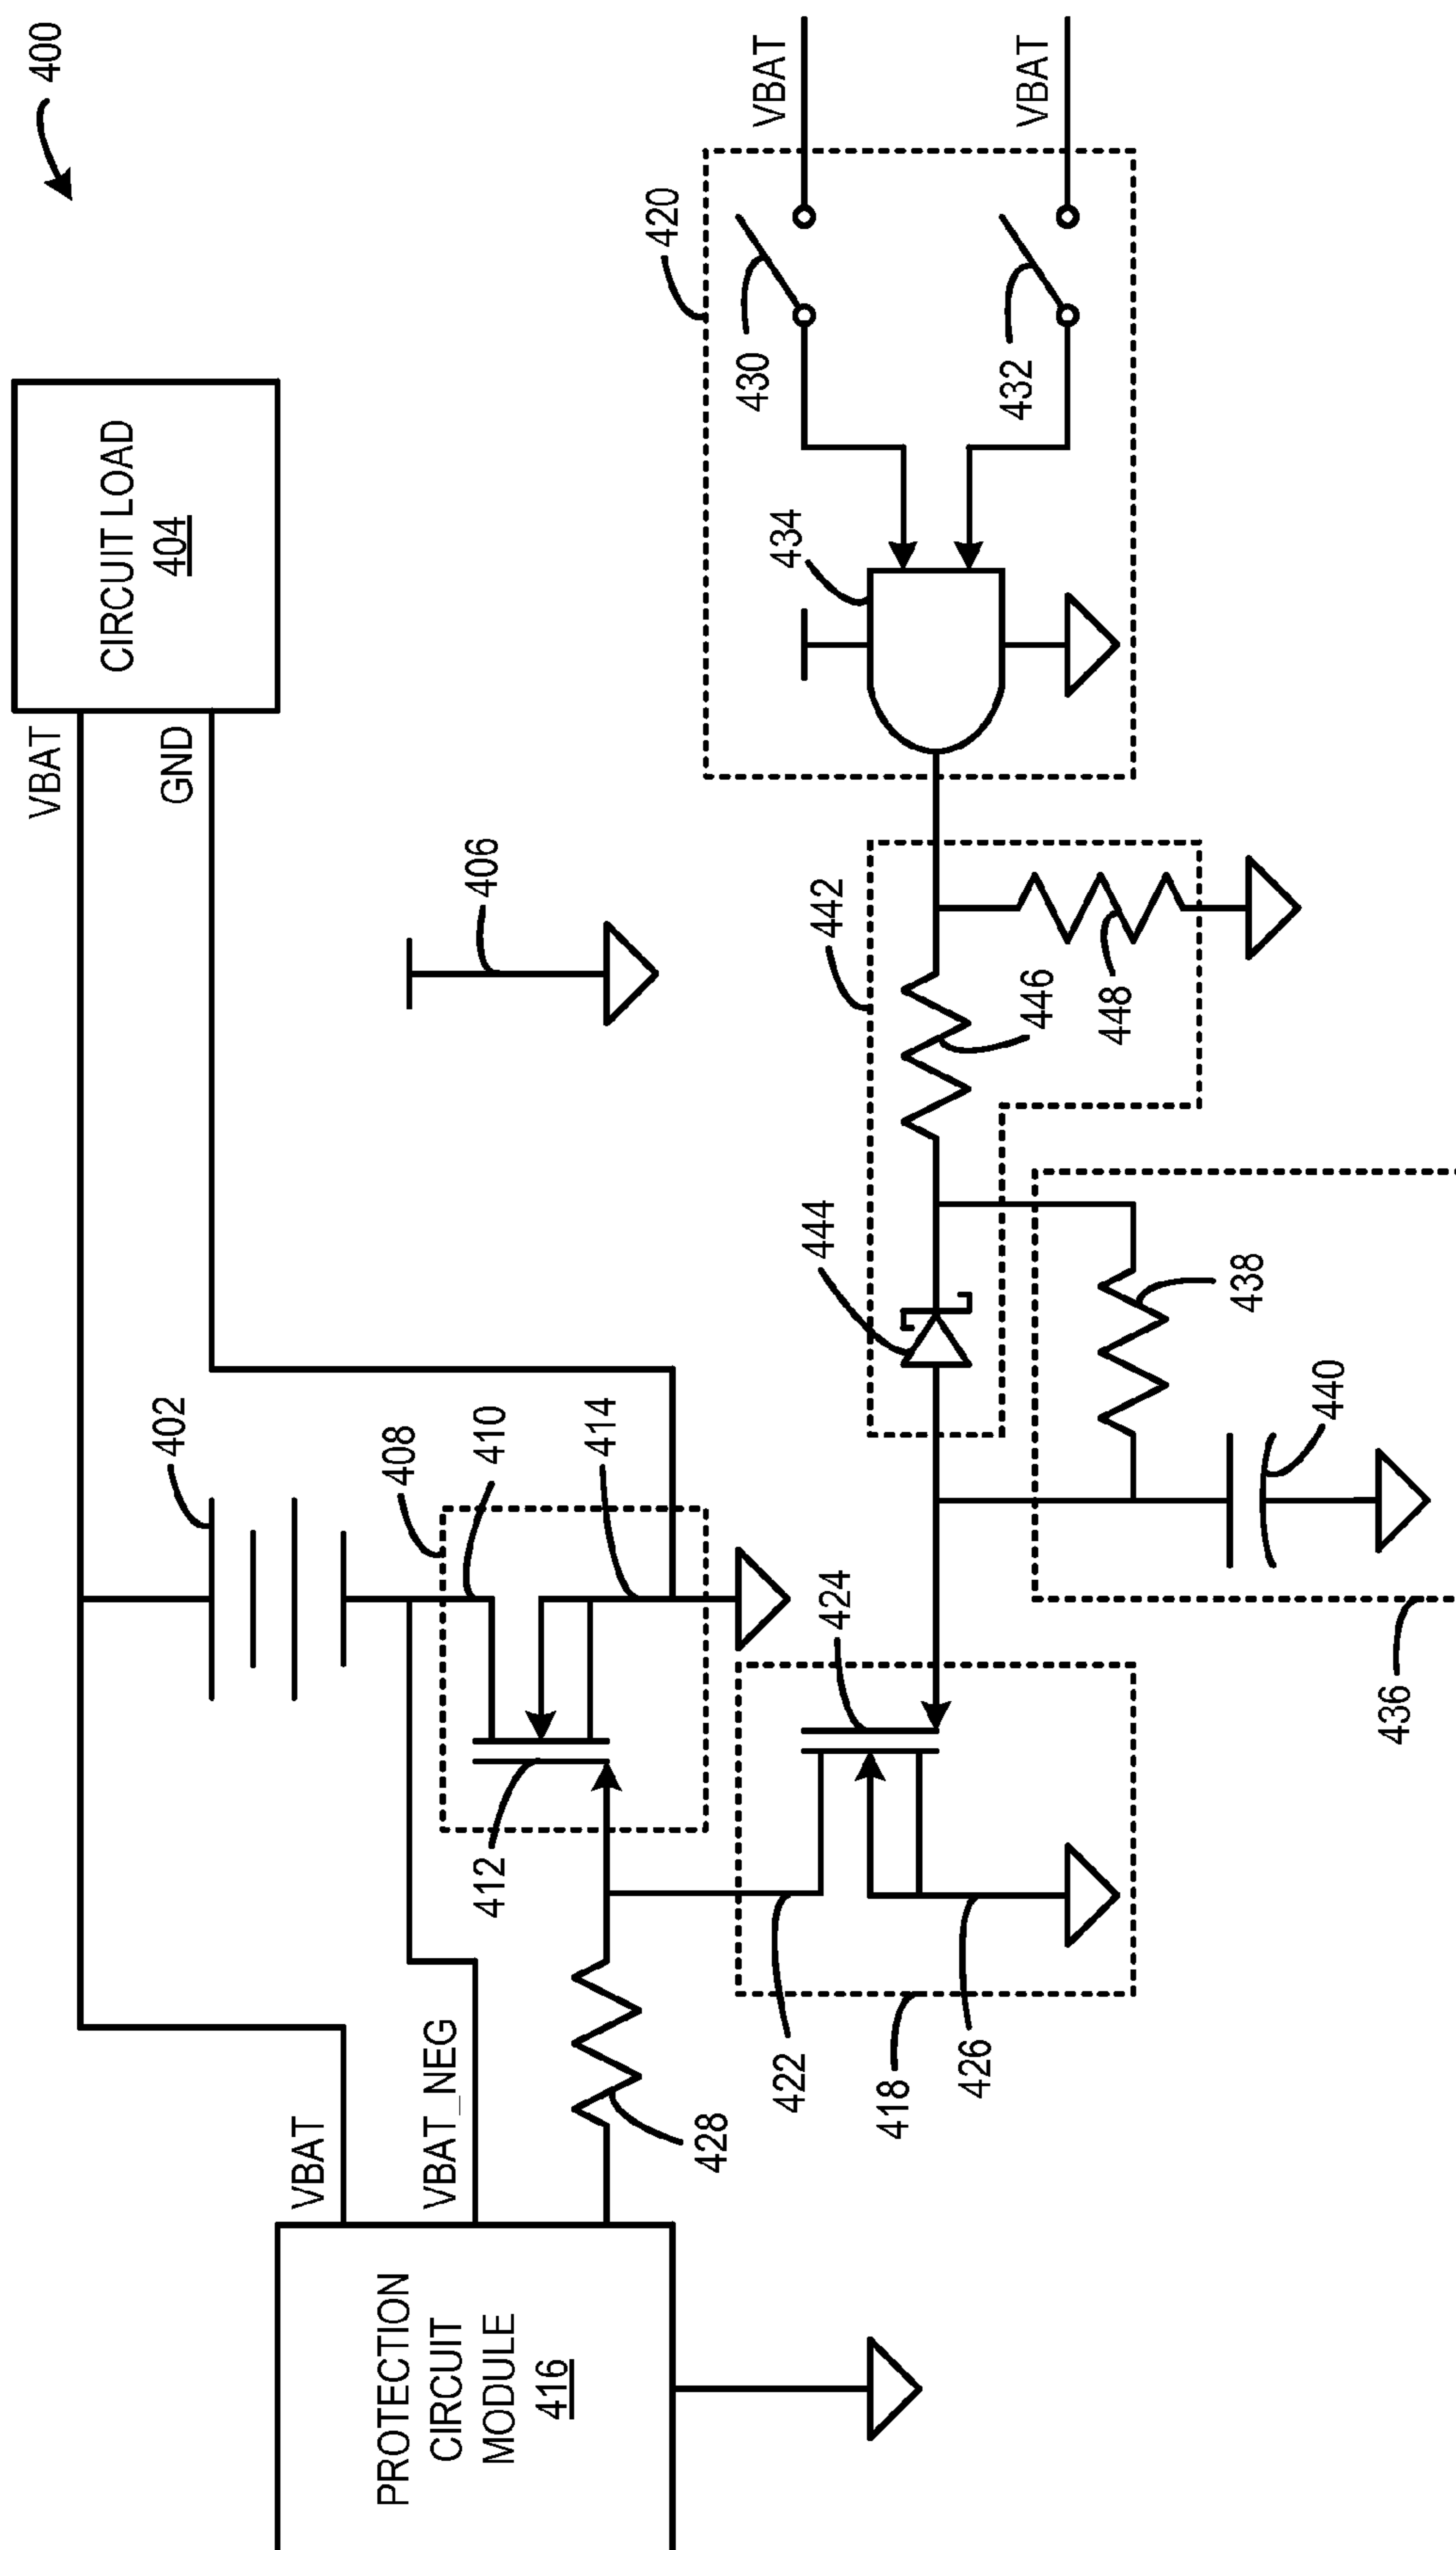 400
VBAT
GND
CIRCUIT LOAD
404
402
406
408
410
412
414
VBAT
VBAT_NEG
PROTECTION
CIRCUIT
MODULE
416
428
422
418
426
424
444
442
446
448
438
440
436
434
420
430
432
VBAT
VBAT